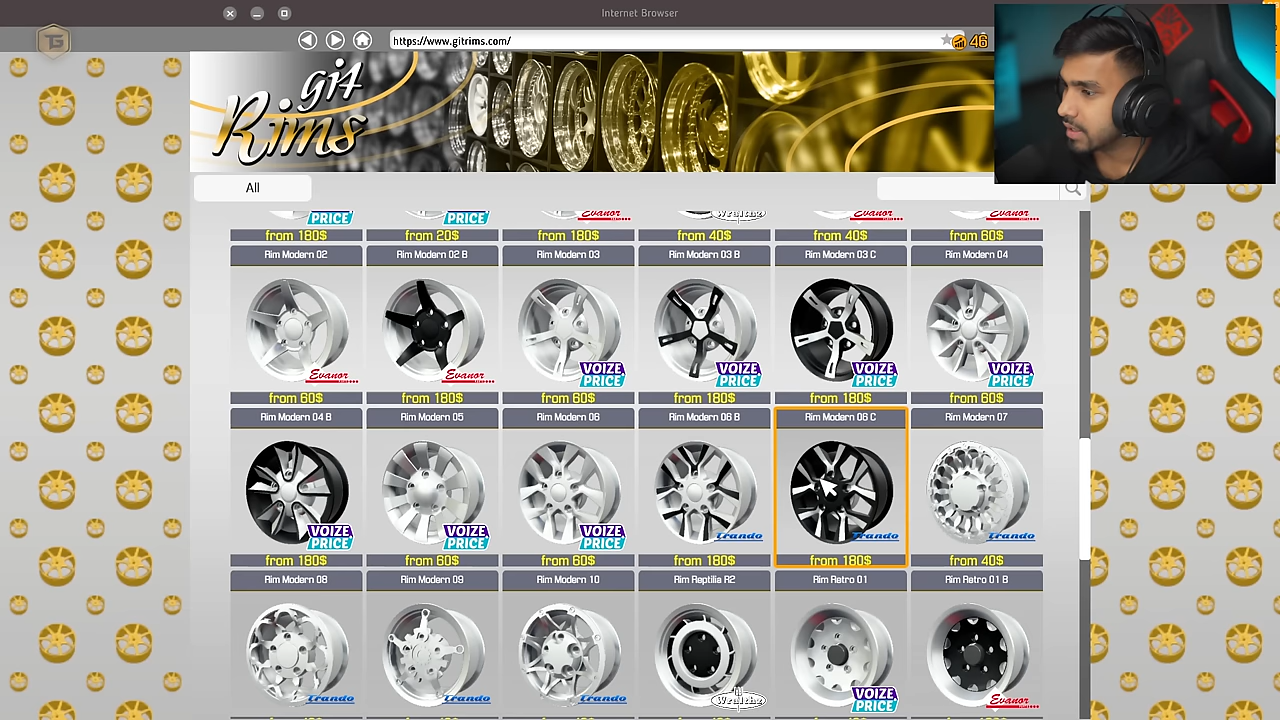 Internet Browser
TG
https://www.gitrims.com/
46
git
Rims
All
PRICE PRICE Evanor Evanor Evanor
from 180$ from 20$ from 180$ from 40$ from 40$ from 60$
Rim Modern 02 Rim Modern 02 B Rim Modern 03 Rim Modern 03 B Rim Modern 03 C Rim Modern 04
Evanor Evanor VOIZE PRICE VOIZE PRICE VOIZE PRICE VOIZE PRICE
from 60$ from 180$ from 60$ from 180$ from 180$ from 60$
Rim Modern 04 B Rim Modern 05 Rim Modern 06 Rim Modern 06 B Rim Modern 06 C Rim Modern 07
VOIZE PRICE VOIZE PRICE VOIZE PRICE Trando Trando Trando
from 180$ from 60$ from 60$ from 180$ from 180$ from 40$
Rim Modern 08 Rim Modern 09 Rim Modern 10 Rim Reptilia R2 Rim Retro 01 Rim Retro 01 B
Trando Trando Trando VOIZE PRICE Evanor